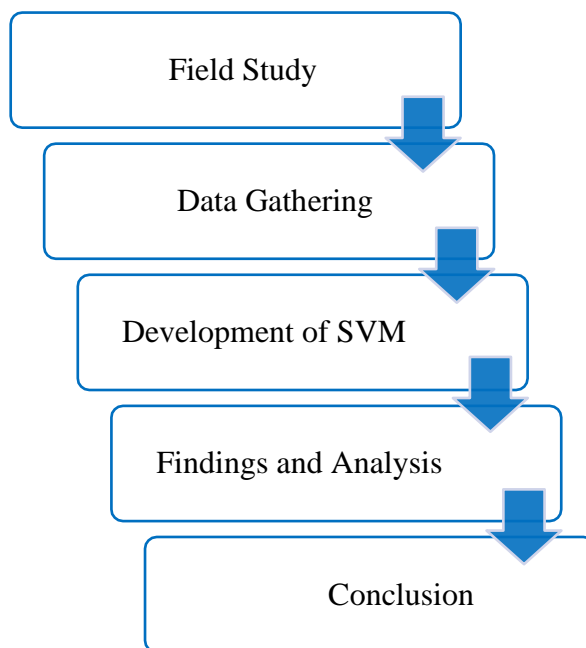 Field Study
Data Gathering
Development of SVM
Findings and Analysis
Conclusion